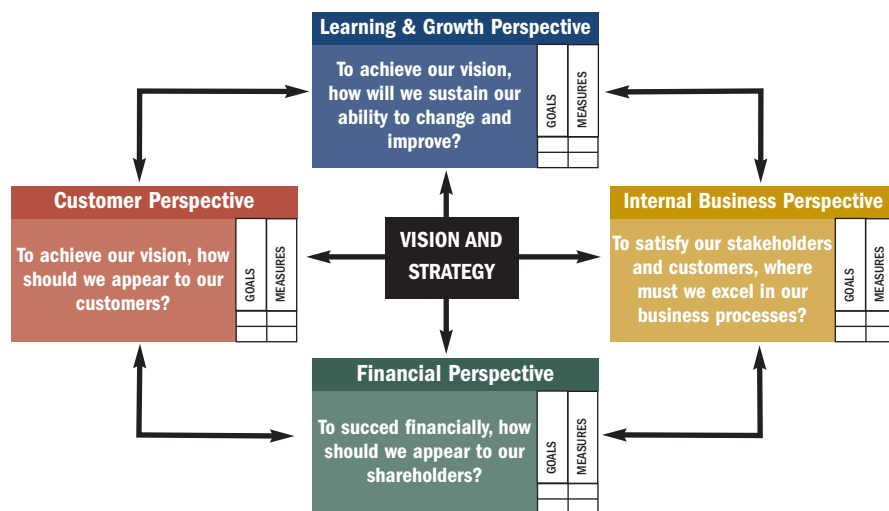 Learning & Growth Perspective
To achieve our vision,
how will we sustain our
ability to change and
improve?
GOALS
MEASURES
Customer Perspective
To achieve our vision, how
should we appear to our
customers?
GOALS
MEASURES
VISION AND
STRATEGY
Internal Business Perspective
To satisfy our stakeholders
and customers, where
must we excel in our
business processes?
GOALS
MEASURES
Financial Perspective
To succed financially, how
should we appear to our
shareholders?
GOALS
MEASURES